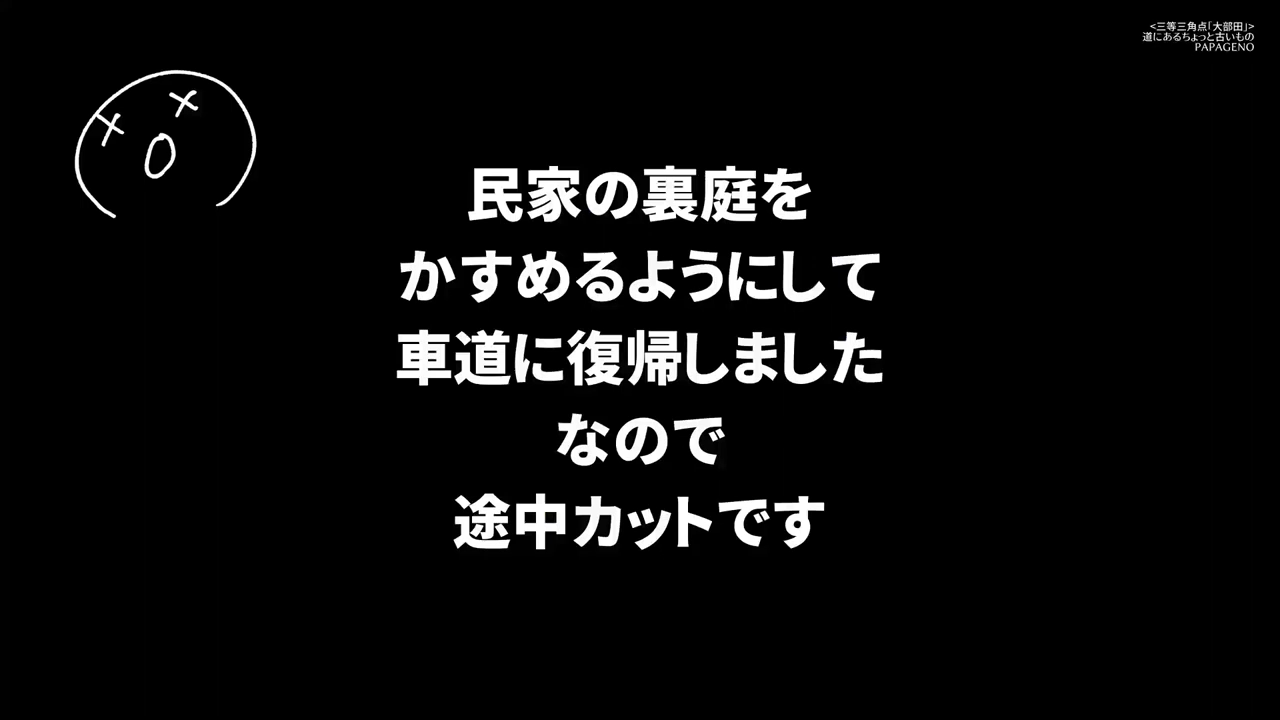 <三等三角点「大部田」>
道にあるちょっと古いもの
PAPAGENO
民家の裏庭を
かすめるようにして
車道に復帰しました
なので
途中カットです